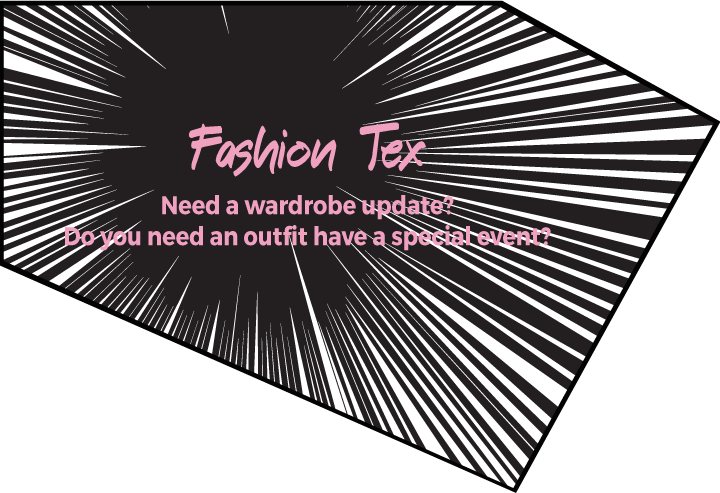 Fashion Tex
Need a wardrobe update?
Do you need an outfit have a special event?